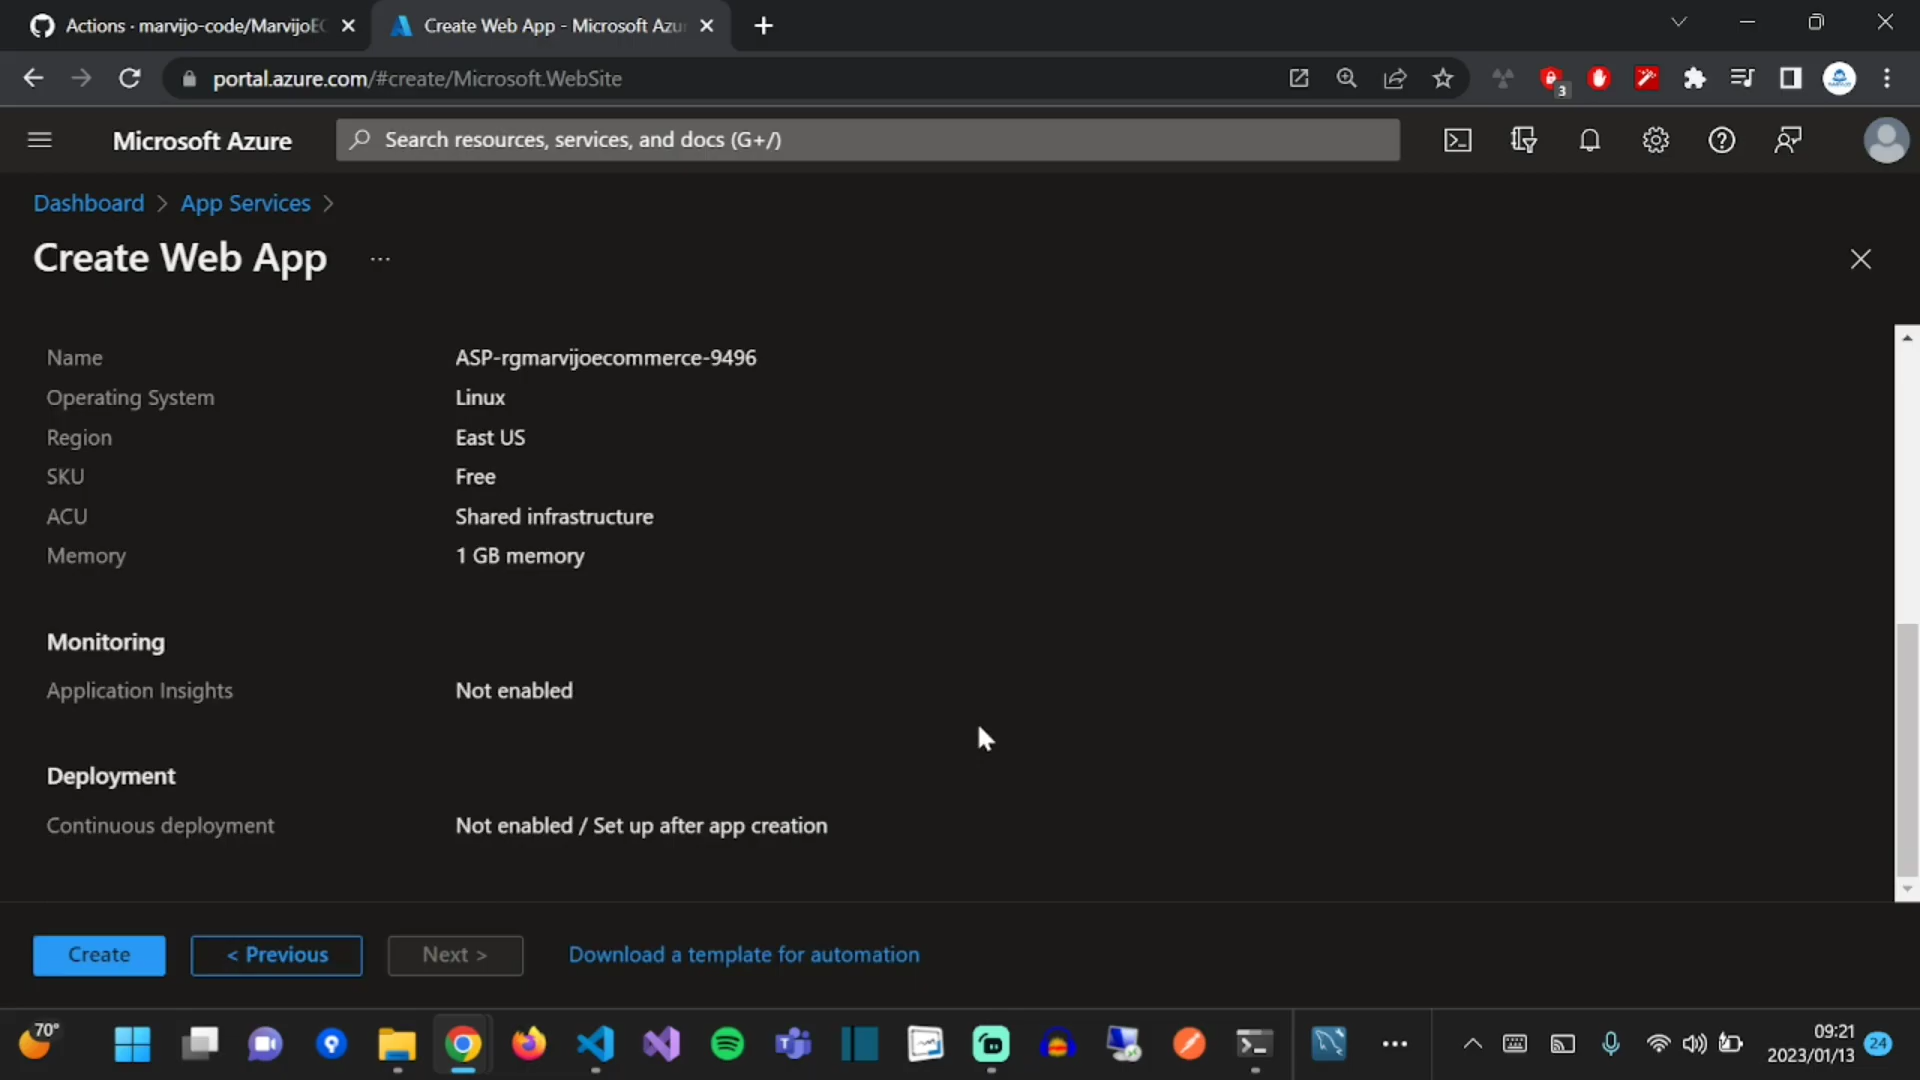 Actions · marvijo-code/MarvijoEC
Create Web App - Microsoft Azu
portal.azure.com/#create/Microsoft.WebSite
3
Microsoft Azure
Search resources, services, and docs (G+/)
Dashboard > App Services >
Create Web App ...
Name ASP-rgmarvijoecommerce-9496
Operating System Linux
Region East US
SKU Free
ACU Shared infrastructure
Memory 1 GB memory
Monitoring
Application Insights Not enabled
Deployment
Continuous deployment Not enabled / Set up after app creation
Create < Previous Next > Download a template for automation
70°
09:21
2023/01/13 24